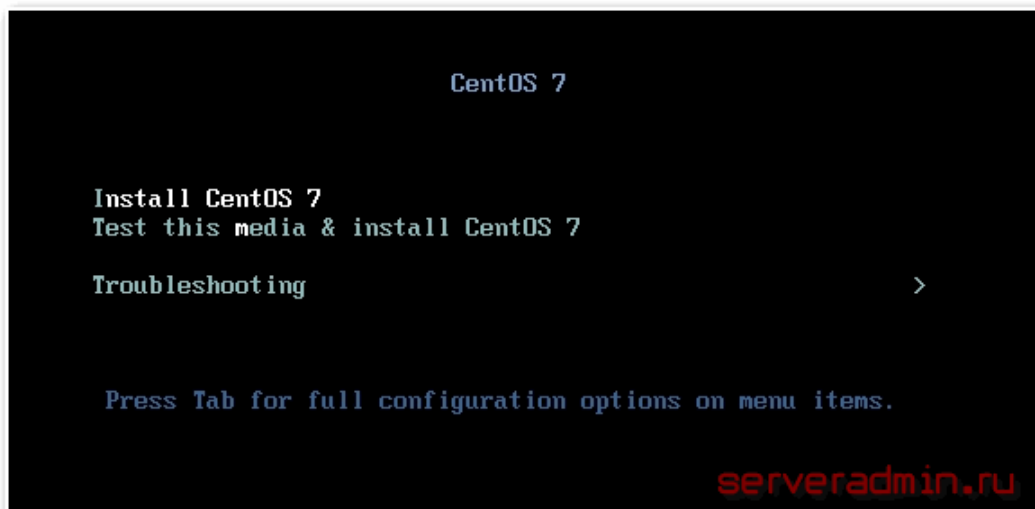 CentOS 7
Install CentOS 7
Test this media & install CentOS 7
Troubleshooting >
Press Tab for full configuration options on menu items.
serveradmin.ru